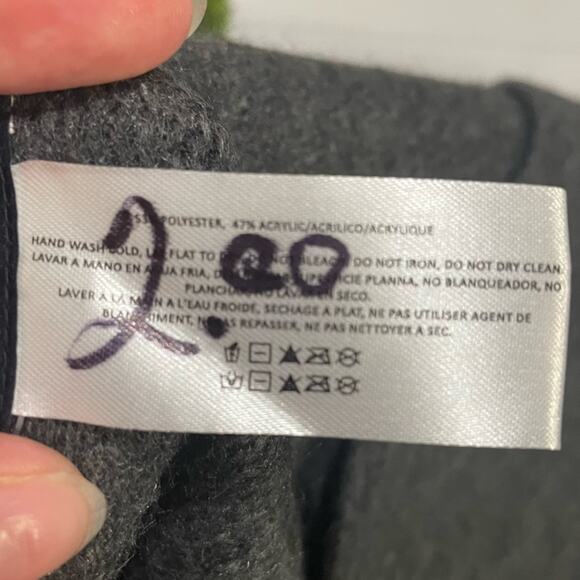 53% POLYESTER, 47% ACRYLIC/ACRILICO/ACRYLIQUE
2.00
HAND WASH COLD, LAY FLAT TO DRY, DO NOT BLEACH, DO NOT IRON, DO NOT DRY CLEAN.
LAVAR A MANO EN AGUA FRIA, SUPERFICIE PLANNA, NO BLANQUEADOR, NO
PLANCHAR, NO LAVAR EN SECO.
LAVER A LA MAIN A L'EAU FROIDE, SECHAGE A PLAT, NE PAS UTILISER AGENT DE
BLANCHIMENT, NE PAS REPASSER, NE PAS NETTOYER A SEC.